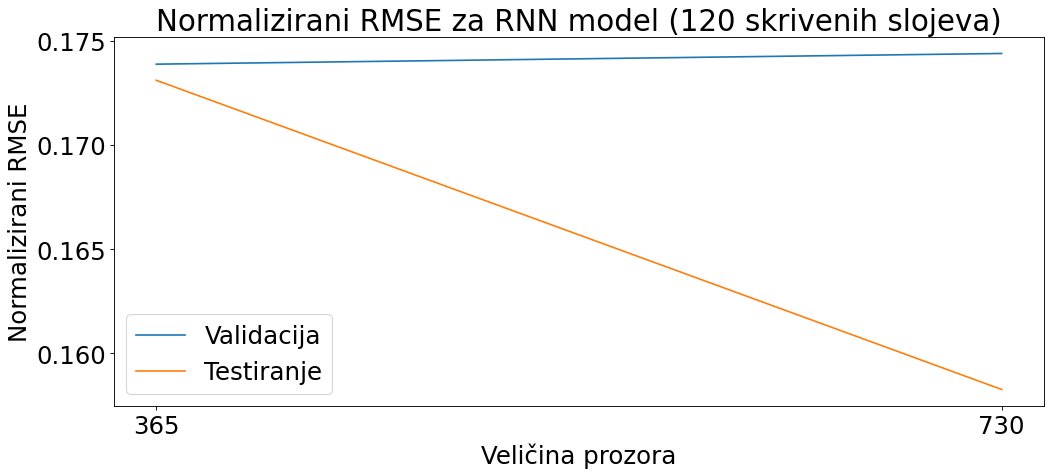 Normalizirani RMSE za RNN model (120 skrivenih slojeva)
Normalizirani RMSE
0.175
0.170
0.165
0.160
Validacija
Testiranje
365
730
Veličina prozora